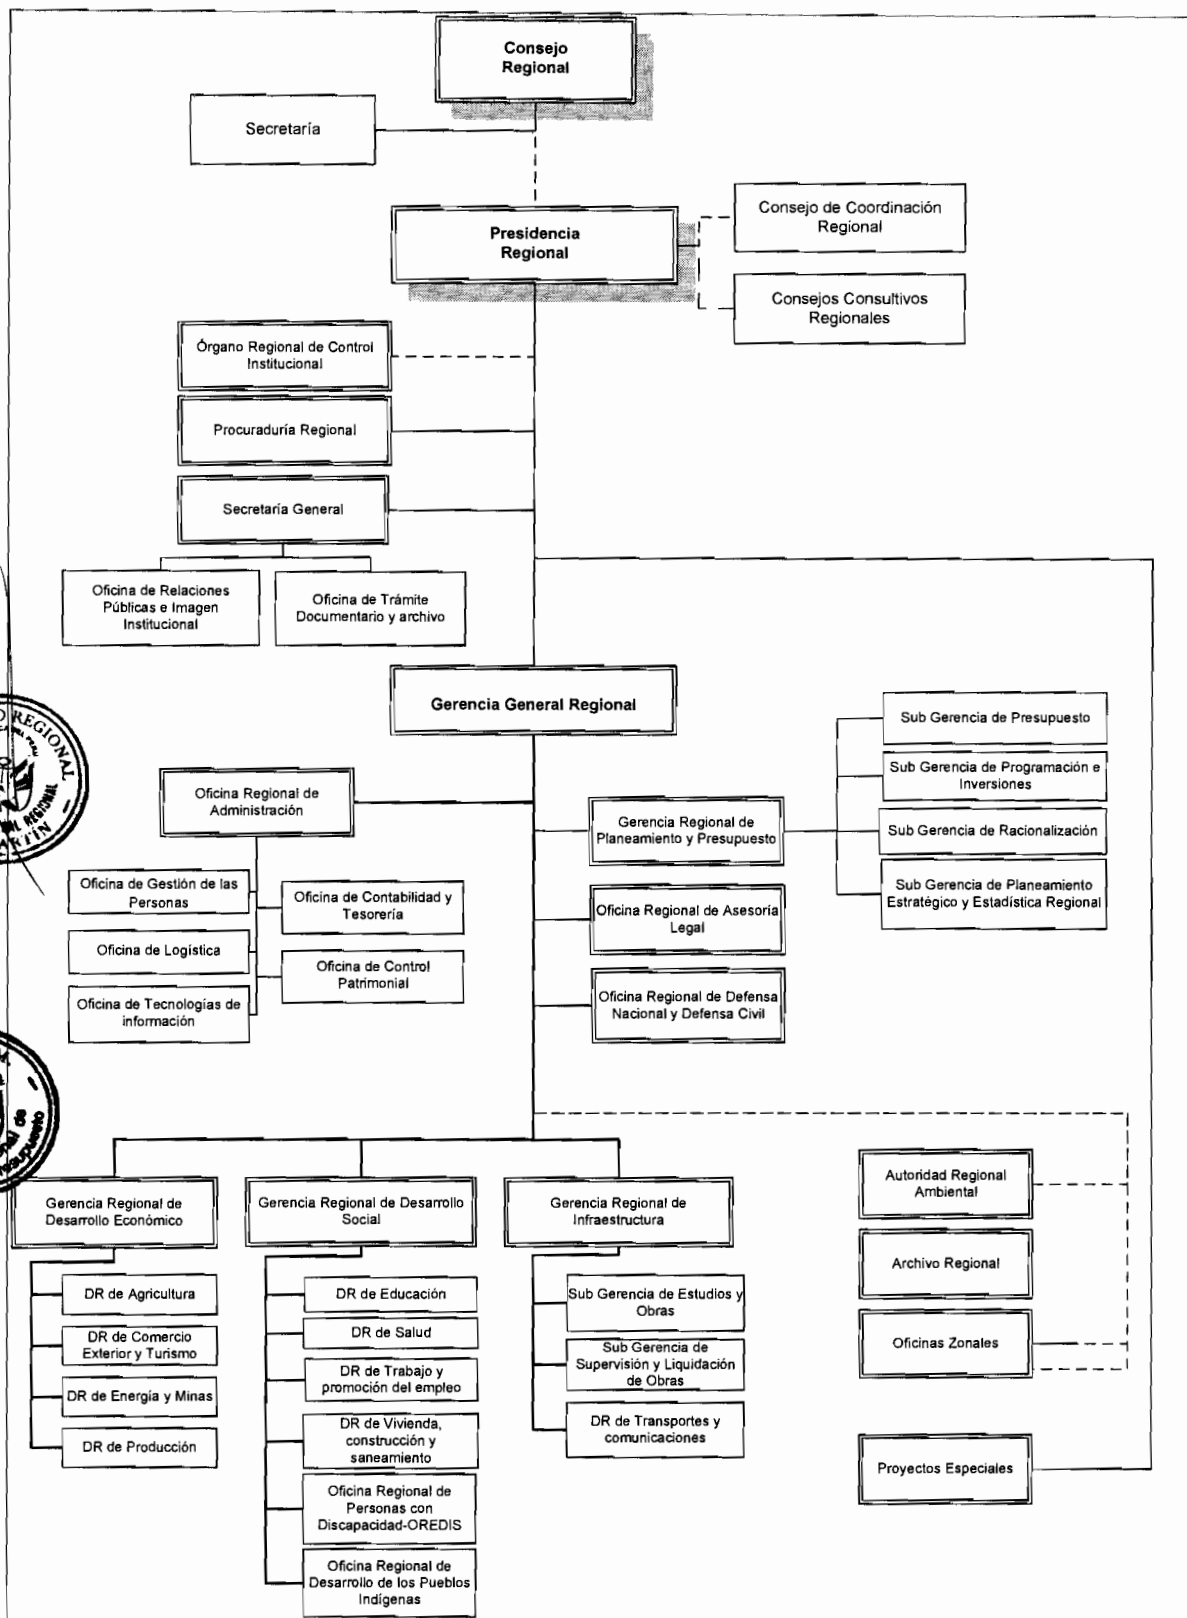 Consejo
Regional
Secretaría
Presidencia
Regional
Consejo de Coordinación
Regional
Consejos Consultivos
Regionales
Órgano Regional de Control
Institucional
Procuraduría Regional
Secretaría General
Oficina de Relaciones
Públicas e Imagen
Institucional
Oficina de Trámite
Documentario y archivo
Gerencia General Regional
Oficina Regional de
Administración
Oficina de Gestión de las
Personas
Oficina de Contabilidad y
Tesorería
Oficina de Logística
Oficina de Control
Patrimonial
Oficina de Tecnologías de
información
Gerencia Regional de
Planeamiento y Presupuesto
Sub Gerencia de Presupuesto
Sub Gerencia de Programación e
Inversiones
Sub Gerencia de Racionalización
Sub Gerencia de Planeamiento
Estratégico y Estadística Regional
Oficina Regional de Asesoría
Legal
Oficina Regional de Defensa
Nacional y Defensa Civil
Gerencia Regional de
Desarrollo Económico
DR de Agricultura
DR de Comercio
Exterior y Turismo
DR de Energía y Minas
DR de Producción
Gerencia Regional de Desarrollo
Social
DR de Educación
DR de Salud
DR de Trabajo y
promoción del empleo
DR de Vivienda,
construcción y
saneamiento
Oficina Regional de
Personas con
Discapacidad-OREDIS
Oficina Regional de
Desarrollo de los Pueblos
Indígenas
Gerencia Regional de
Infraestructura
Sub Gerencia de Estudios y
Obras
Sub Gerencia de
Supervisión y Liquidación
de Obras
DR de Transportes y
comunicaciones
Autoridad Regional
Ambiental
Archivo Regional
Oficinas Zonales
Proyectos Especiales
REGIONAL